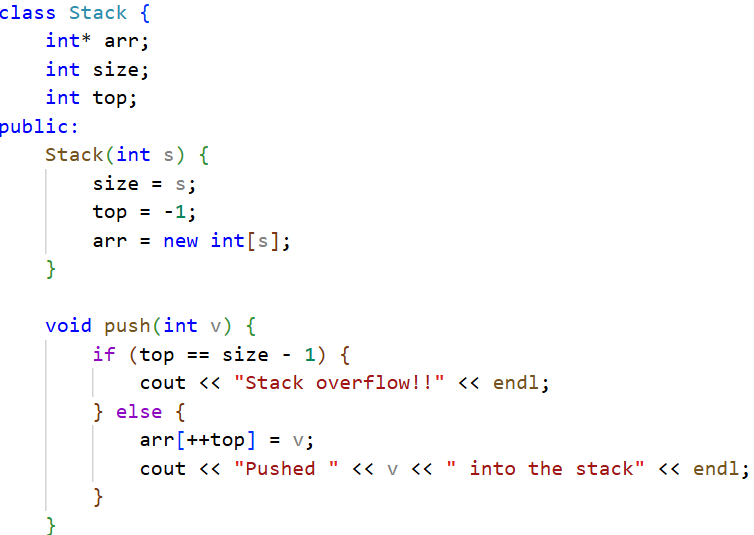 class Stack {
    int* arr;
    int size;
    int top;
public:
    Stack(int s) {
        size = s;
        top = -1;
        arr = new int[s];
    }

    void push(int v) {
        if (top == size - 1) {
            cout << "Stack overflow!!" << endl;
        } else {
            arr[++top] = v;
            cout << "Pushed " << v << " into the stack" << endl;
        }
    }